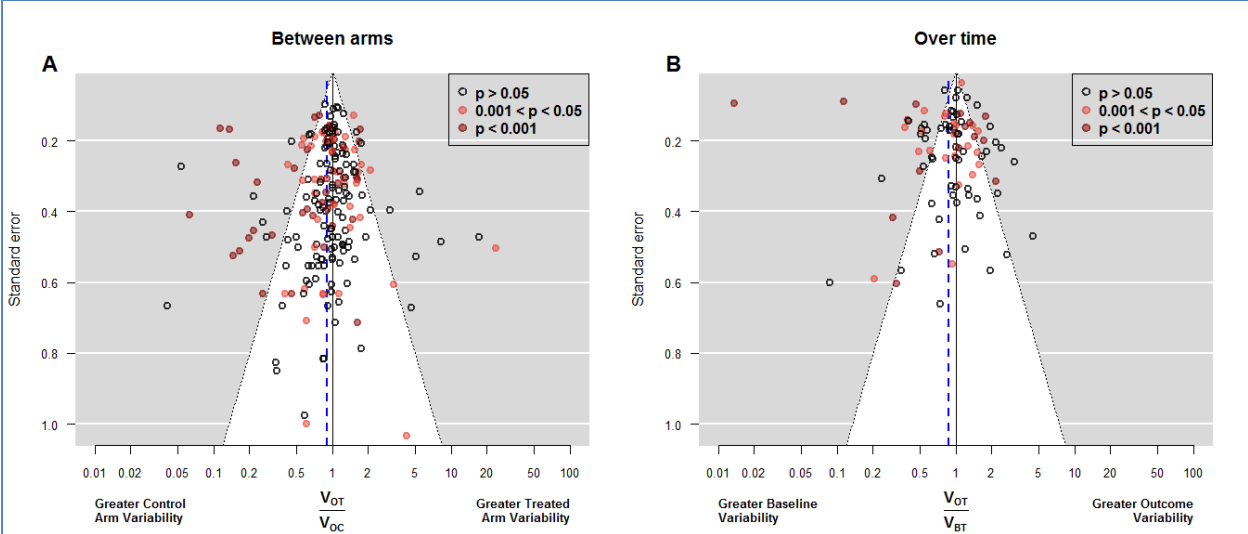 Between arms
A
p > 0.05
0.001 < p < 0.05
p < 0.001
Standard error
0.2
0.4
0.6
0.8
1.0
0.01 0.02 0.05 0.1 0.2 0.5 1 2 5 10 20 50 100
Greater Control
Arm Variability
V_OT
V_OC
Greater Treated
Arm Variability
Over time
B
p > 0.05
0.001 < p < 0.05
p < 0.001
Standard error
0.2
0.4
0.6
0.8
1.0
0.01 0.02 0.05 0.1 0.2 0.5 1 2 5 10 20 50 100
Greater Baseline
Variability
V_OT
V_BT
Greater Outcome
Variability